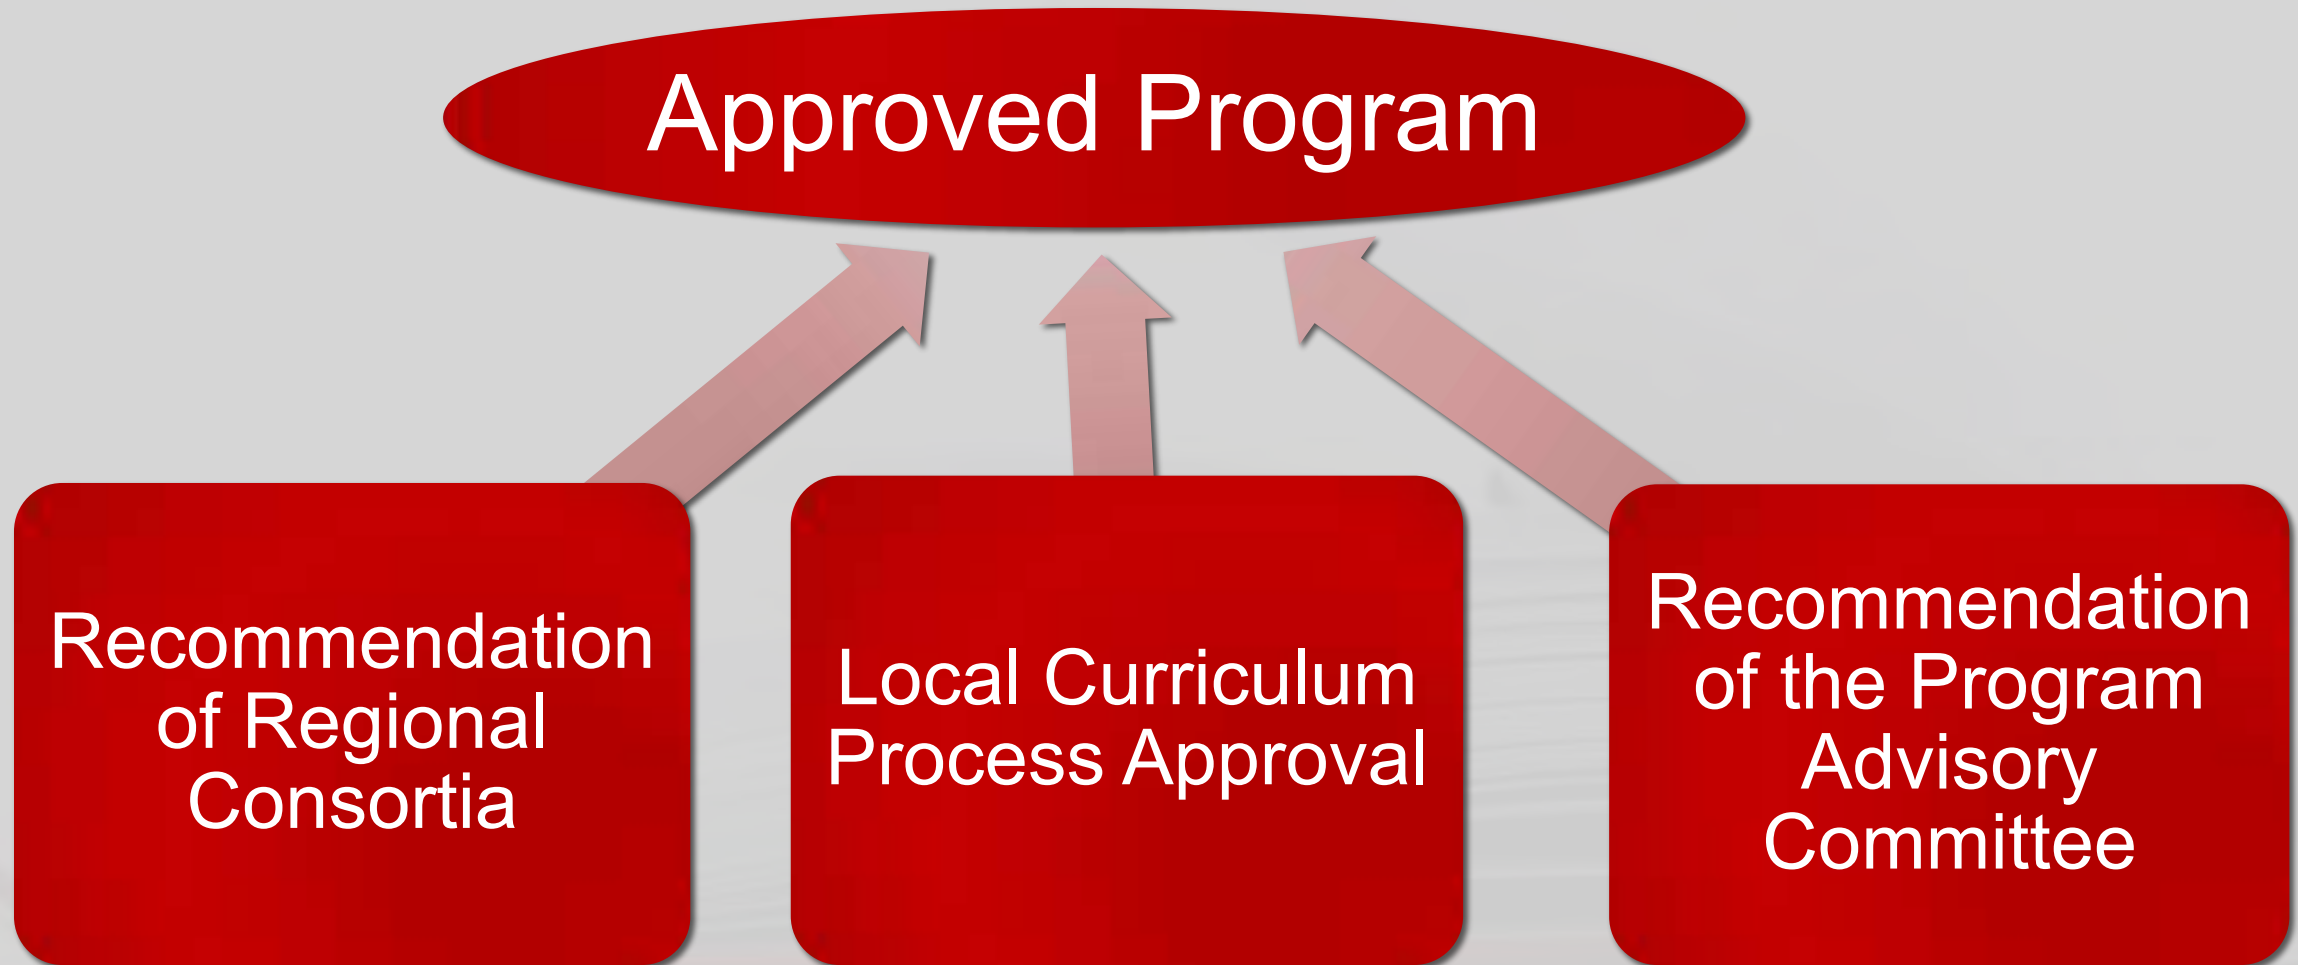 Approved Program
Recommendation
of Regional
Consortia
Local Curriculum
Process Approval
Recommendation
of the Program
Advisory
Committee